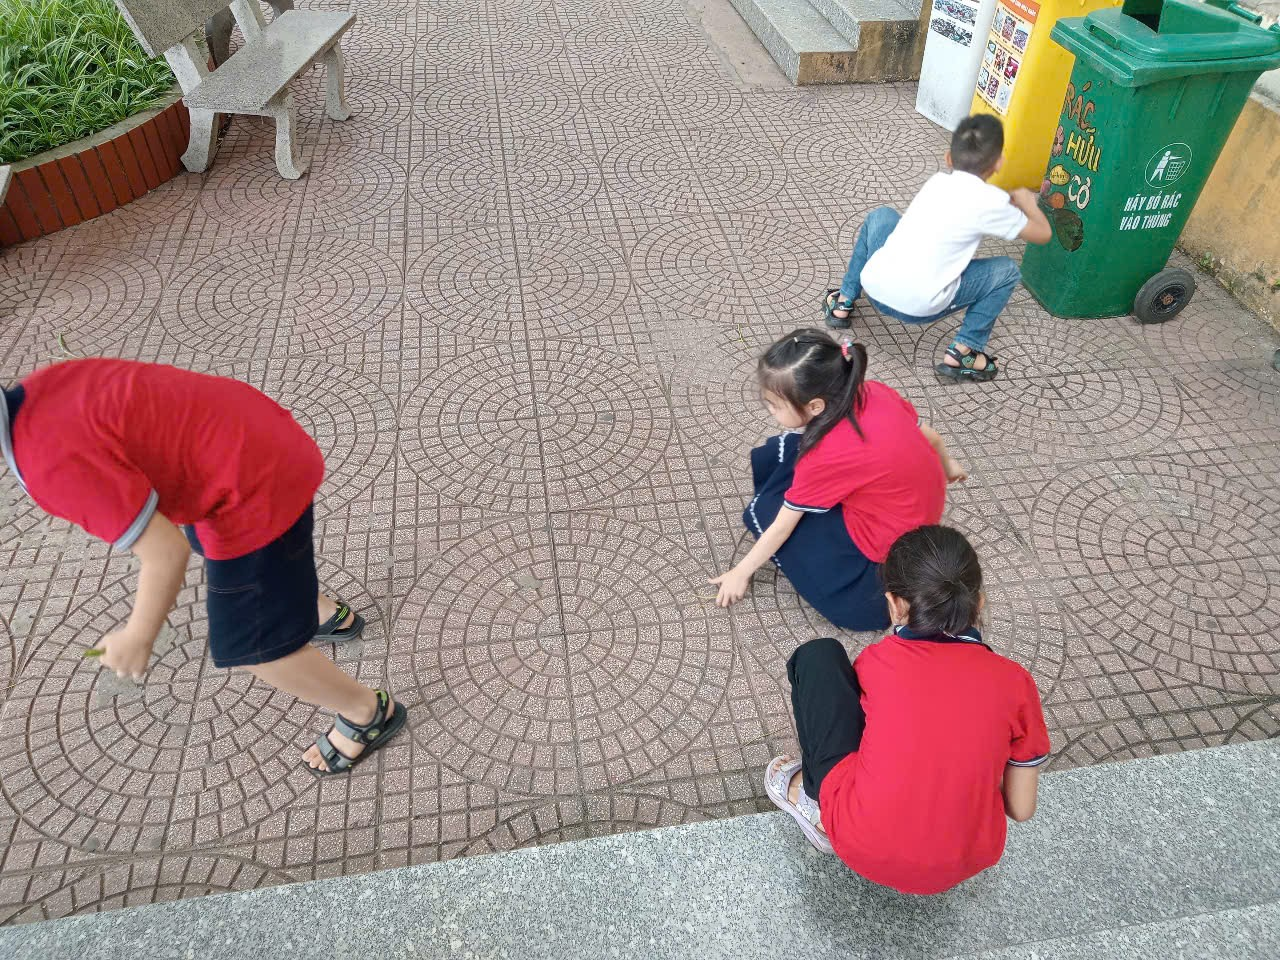 RÁC
HỮU
CƠ
HÃY BỎ RÁC
VÀO THÙNG